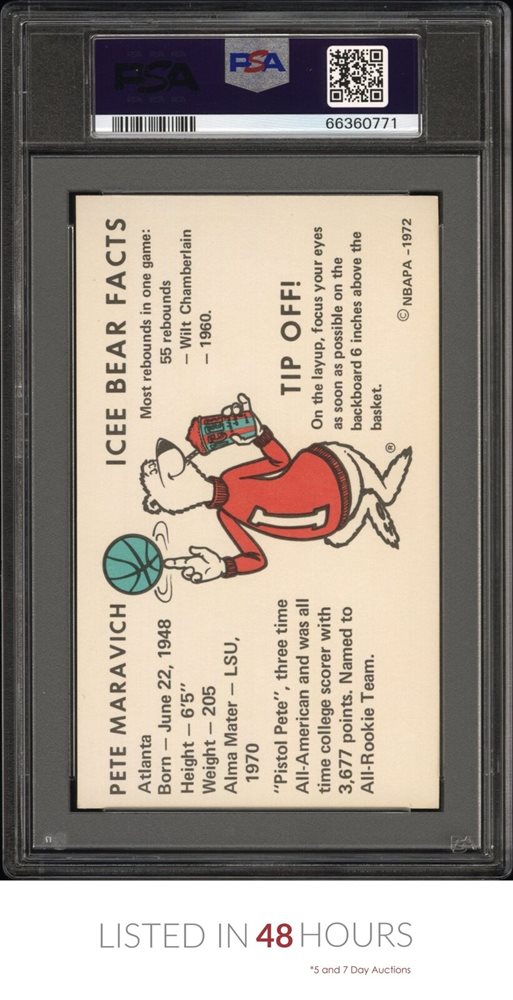 PSA
PSA
66360771
PETE MARAVICH
Atlanta
Born — June 22, 1948
Height — 6'5"
Weight — 205
Alma Mater — LSU,
1970
"Pistol Pete", three time
All-American and was all
time college scorer with
3,677 points. Named to
All-Rookie Team.
1
®
ICEE BEAR FACTS
Most rebounds in one game:
55 rebounds
— Wilt Chamberlain
— 1960.
TIP OFF!
On the layup, focus your eyes
as soon as possible on the
backboard 6 inches above the
basket.
© NBAPA - 1972
PSA
LISTED IN 48 HOURS
*5 and 7 Day Auctions